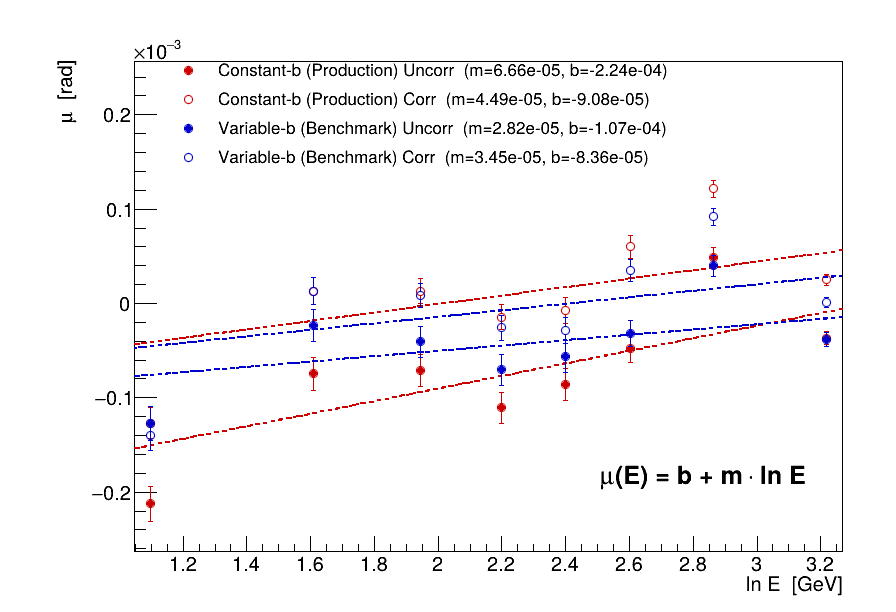 ×10⁻³
μ [rad]
Constant-b (Production) Uncorr (m=6.66e-05, b=-2.24e-04)
Constant-b (Production) Corr (m=4.49e-05, b=-9.08e-05)
Variable-b (Benchmark) Uncorr (m=2.82e-05, b=-1.07e-04)
Variable-b (Benchmark) Corr (m=3.45e-05, b=-8.36e-05)
0.2
0.1
0
−0.1
−0.2
μ(E) = b + m · ln E
1.2 1.4 1.6 1.8 2 2.2 2.4 2.6 2.8 3 3.2
ln E [GeV]